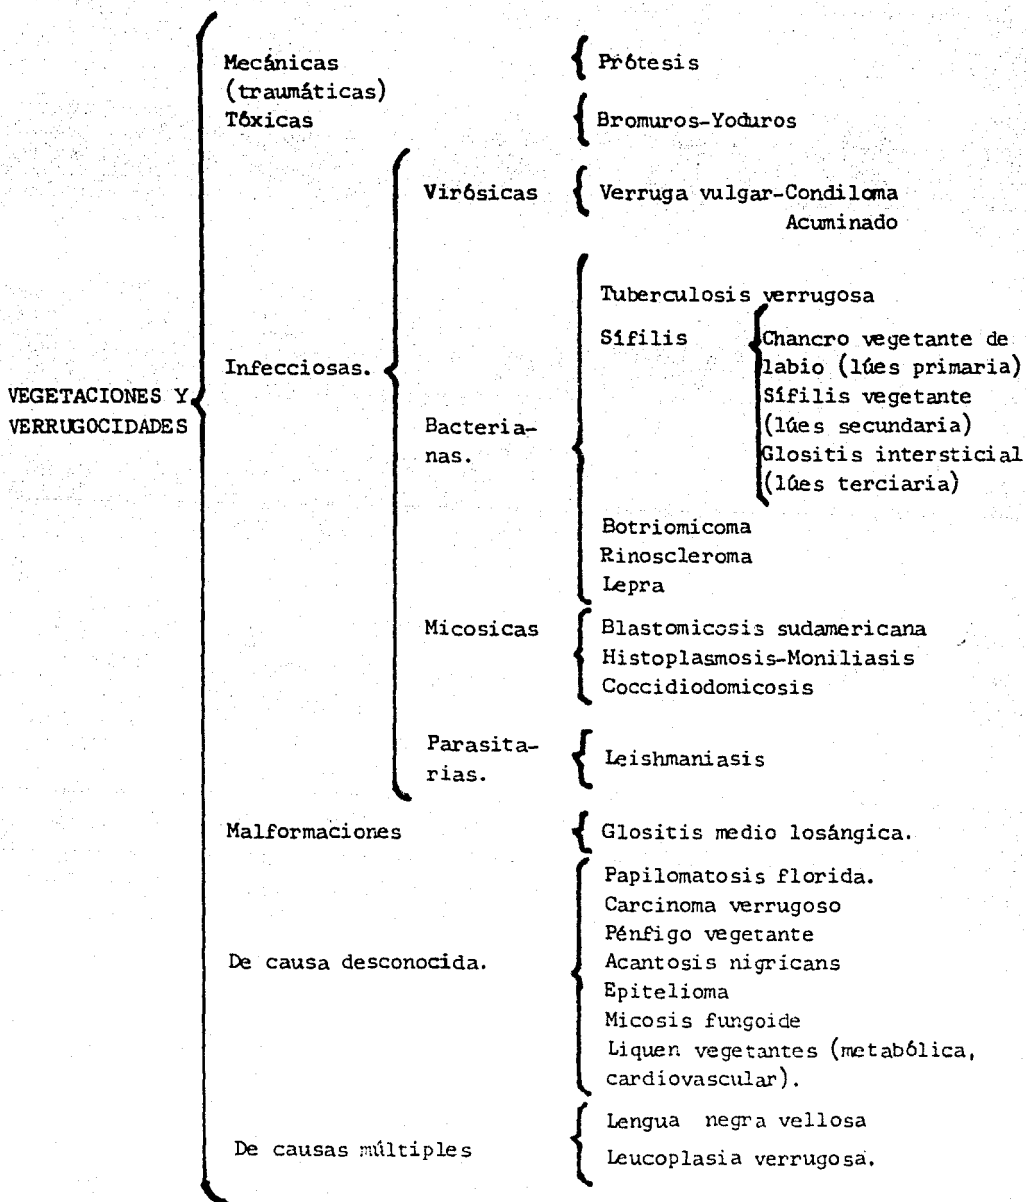 Mecánicas
(traumáticas)
Tóxicas
Prótesis
Bromuros-Yoduros
Virósicas
Verruga vulgar-Condiloma
Acuminado
VEGETACIONES Y
VERRUGOCIDADES
Infecciosas.
Bacteria-
nas.
Tuberculosis verrugosa
Sífilis
Chancro vegetante de
labio (lúes primaria)
Sífilis vegetante
(lúes secundaria)
Glositis intersticial
(lúes terciaria)
Botriomicoma
Rinoscleroma
Lepra
Micosicas
Blastomicosis sudamericana
Histoplasmosis-Moniliasis
Coccidiodomicosis
Parasita-
rias.
Leishmaniasis
Malformaciones
Glositis medio losángica.
De causa desconocida.
Papilomatosis florida.
Carcinoma verrugoso
Pénfigo vegetante
Acantosis nigricans
Epitelioma
Micosis fungoide
Liquen vegetantes (metabólica,
cardiovascular).
De causas múltiples
Lengua negra vellosa
Leucoplasia verrugosa.